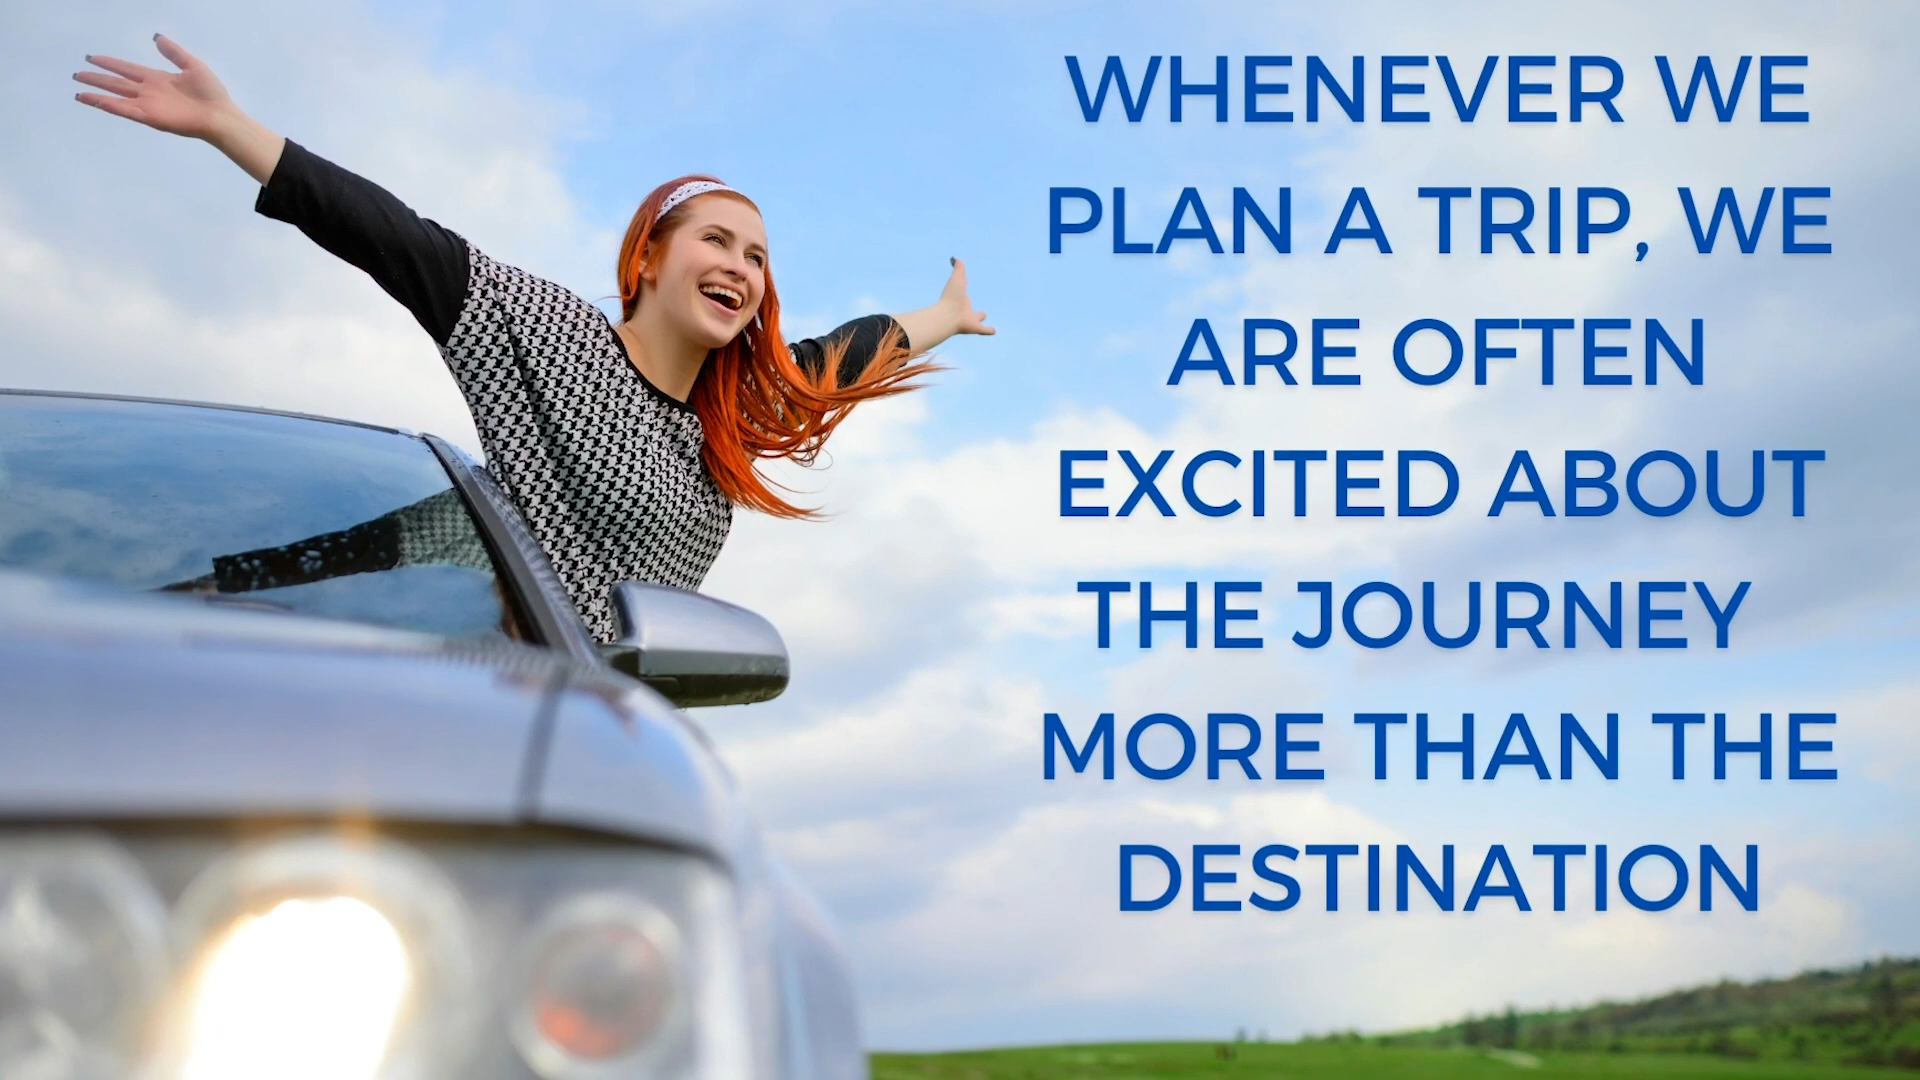 WHENEVER WE
PLAN A TRIP, WE
ARE OFTEN
EXCITED ABOUT
THE JOURNEY
MORE THAN THE
DESTINATION